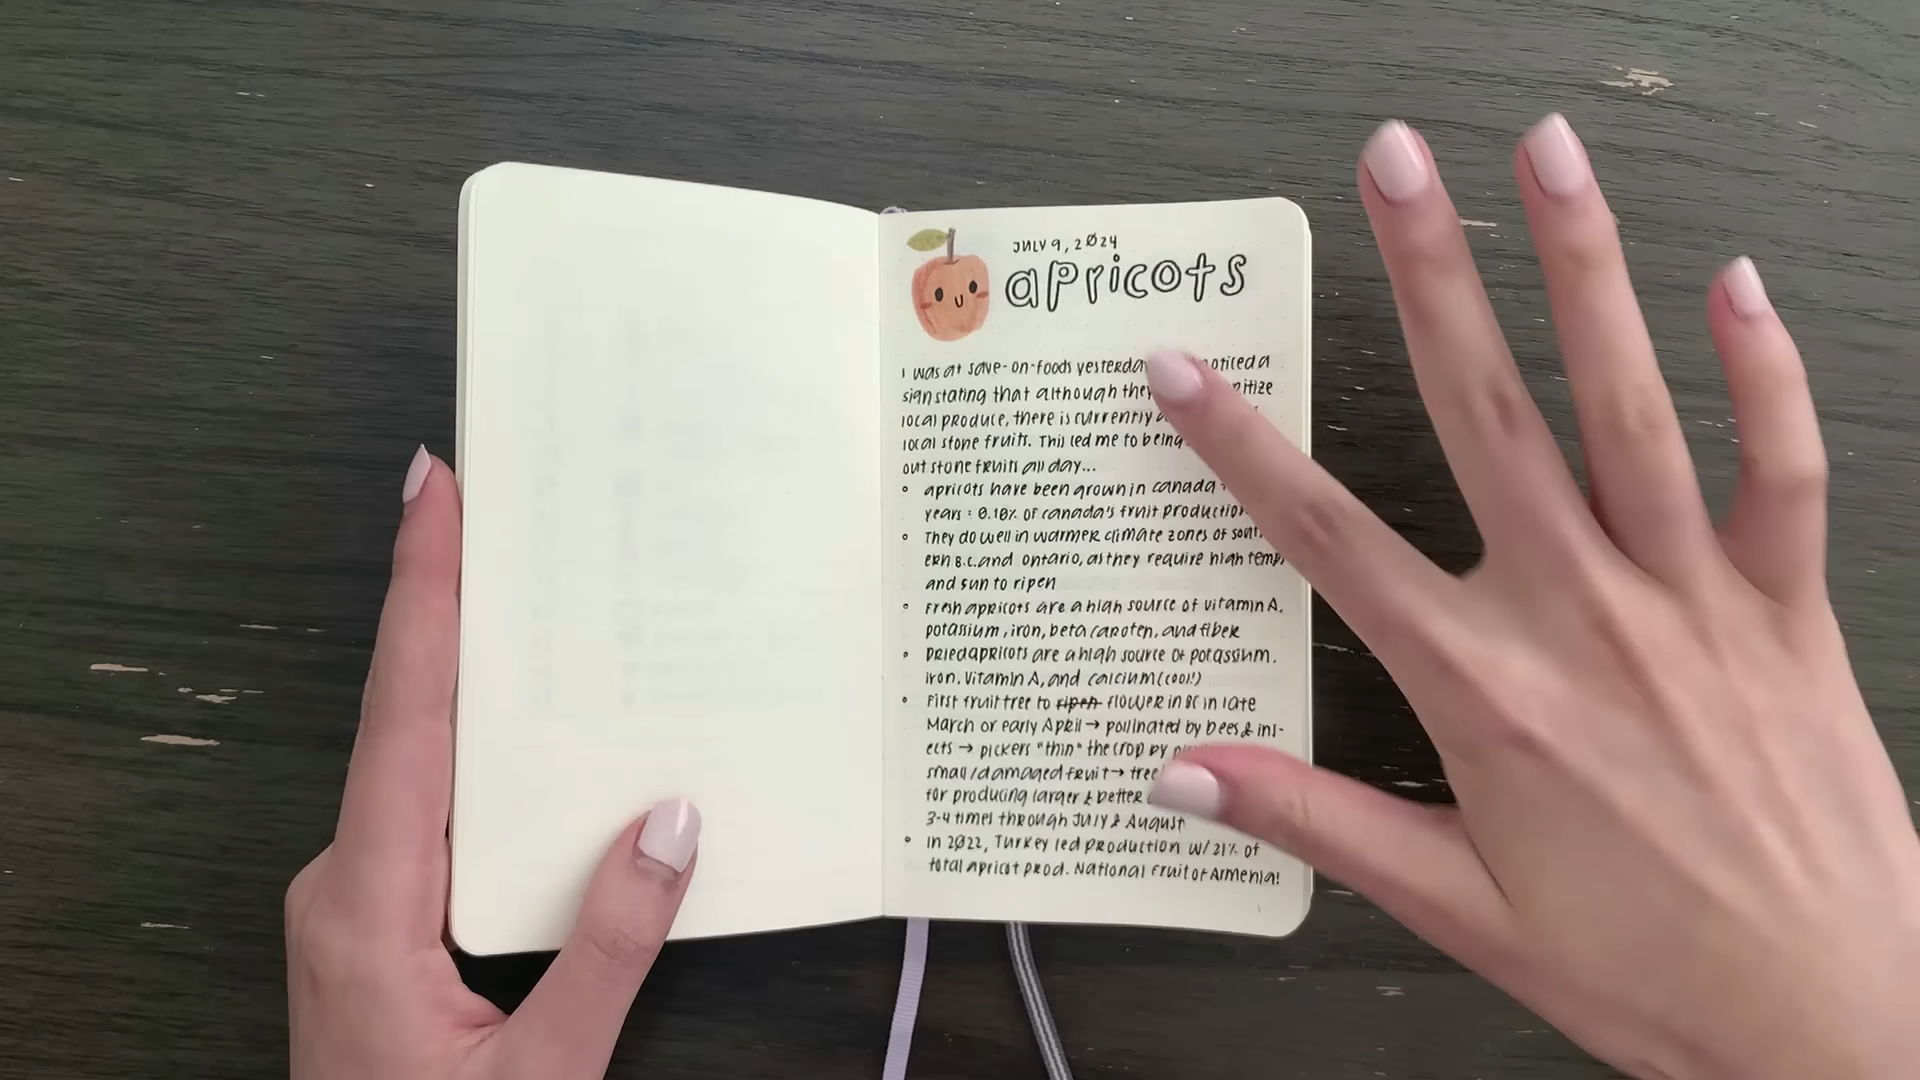 JULY 9, 2024
apricots
I was at save-on-foods yesterda noticed a
sign stating that although they
local produce, there is currently a
local stone fruits. This led me to being
out stone fruits all day...
apricots have been grown in canada
years: 0.10% of canada's fruit production
They do well in warmer climate zones of south
ern B.C. and ontario, as they require high temps
and sun to ripen
Fresh apricots are a high source of vitamin A,
potassium, iron, beta caroten, and fiber
Dried apricots are a high source of potassium,
iron, vitamin A, and calcium (cool!)
First fruit tree to ripen flower in BC in late
March or early April → pollinated by bees & ins-
ects → pickers "thin" the crop by
small/damaged fruit → tree
for producing larger & better
3-4 times through July & August
In 2022, Turkey led production w/ 21% of
total apricot prod. National Fruit of Armenia!